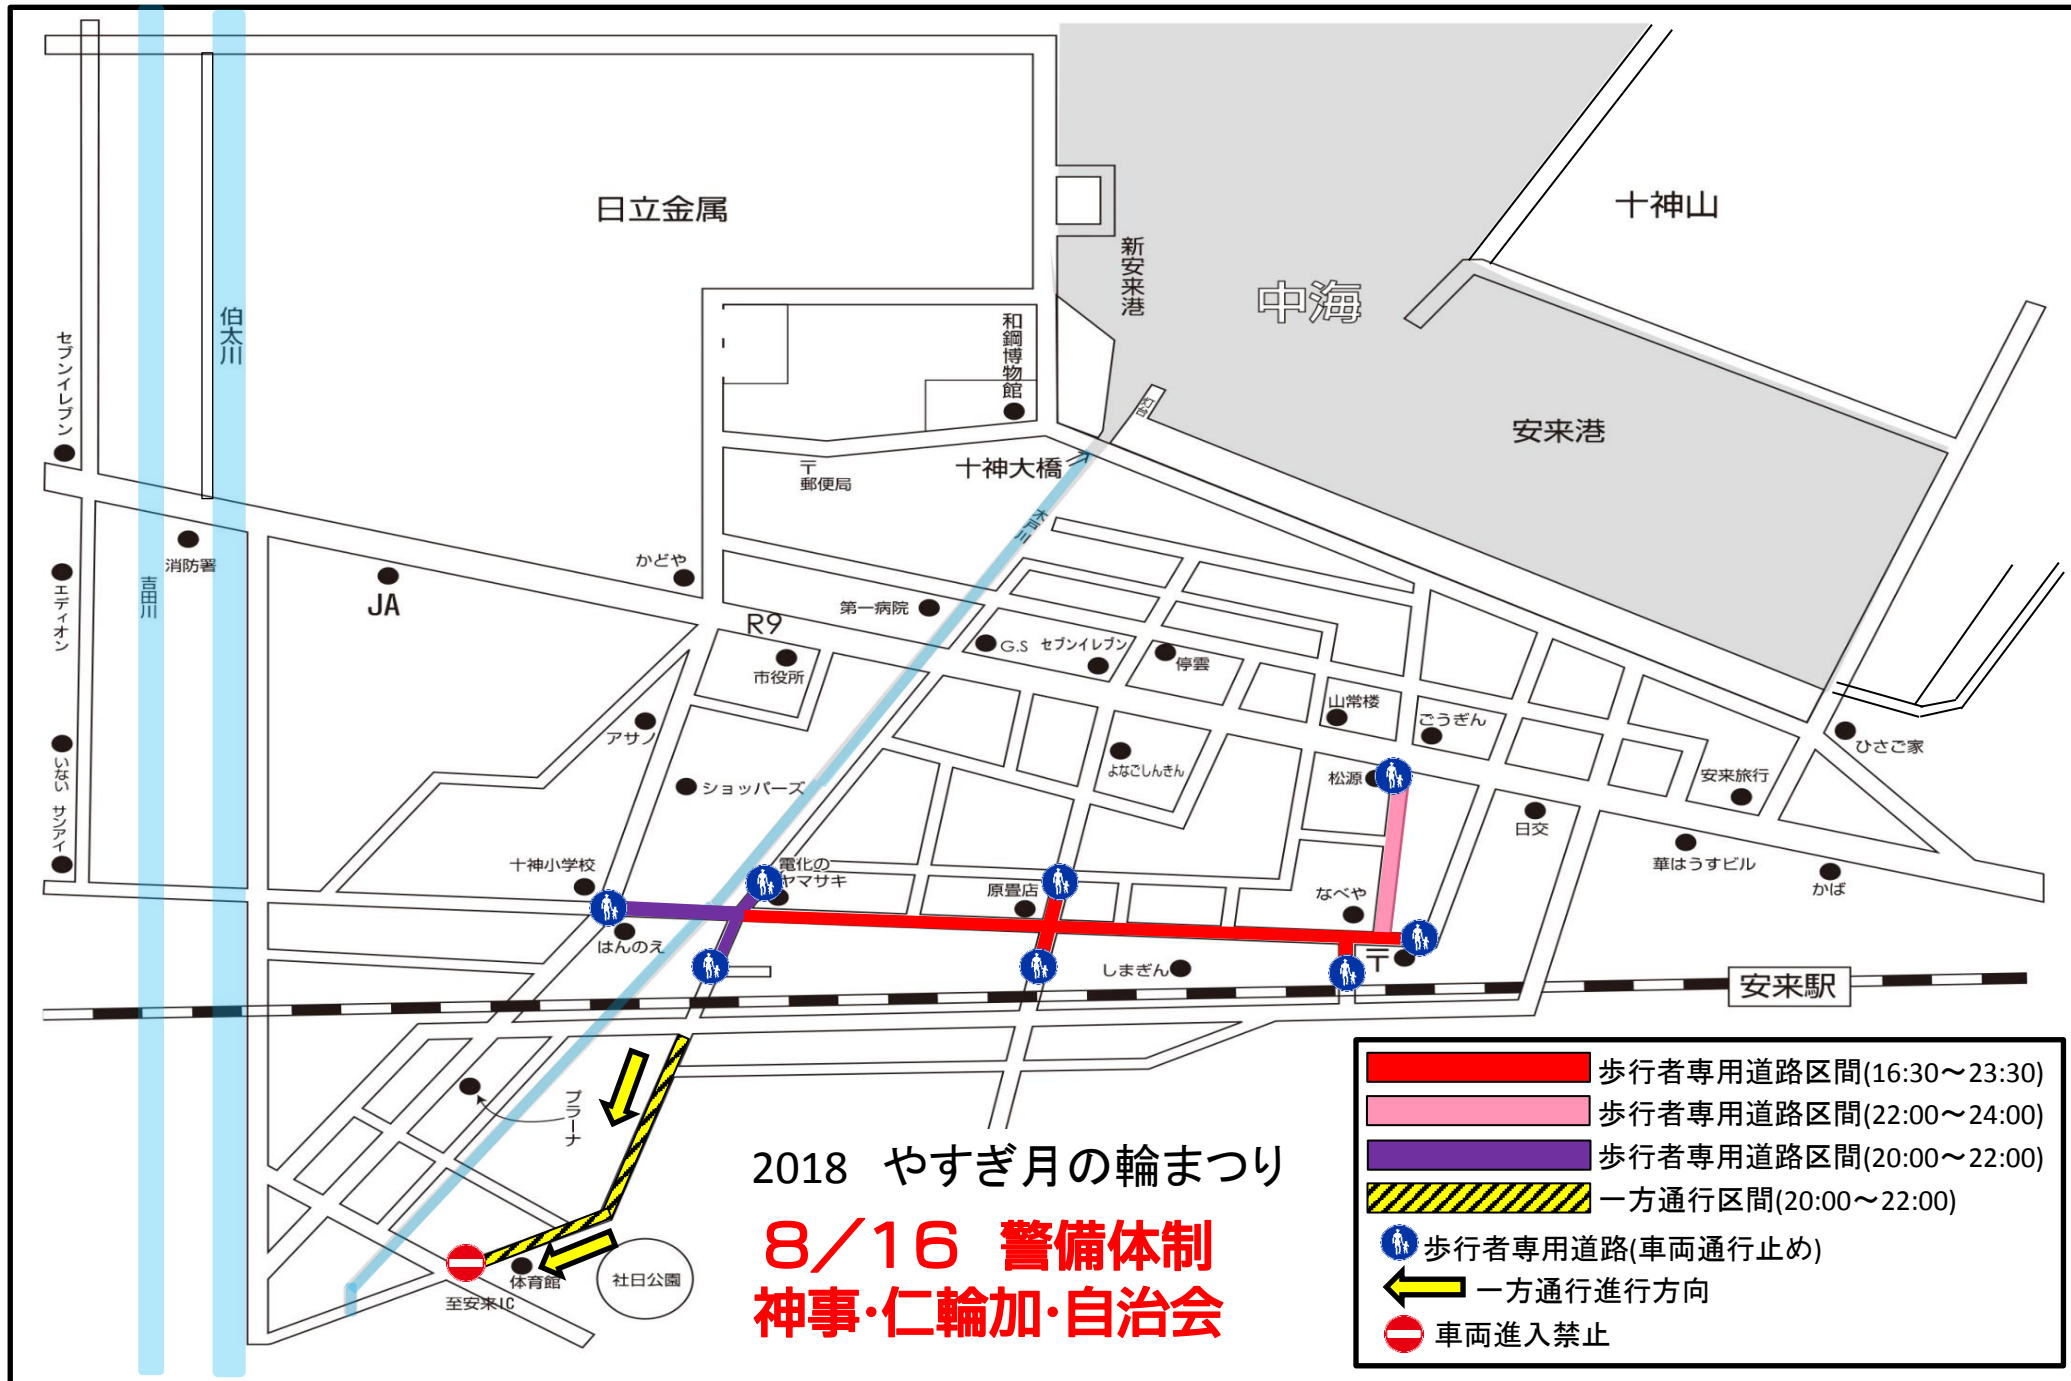 日立金属
十神山
新安来港
中海
伯太川
和鋼博物館
セブンイレブン
灯台
安来港
十神大橋
〒
郵便局
木戸川
消防署
かどや
エディオン
吉田川
JA
第一病院
R9
G.S
セブンイレブン
停雲
市役所
山常楼
ごうぎん
アサノ
ひさご家
いない
サンアイ
よなごしんきん
松源
安来旅行
ショッパーズ
日交
十神小学校
電化の
ヤマサキ
華はうすビル
かば
原畳店
なべや
はんのえ
しまぎん
〒
安来駅
プラーナ
体育館
社日公園
至安来IC
2018 やすぎ月の輪まつり
8/16 警備体制
神事・仁輪加・自治会
歩行者専用道路区間(16:30～23:30)
歩行者専用道路区間(22:00～24:00)
歩行者専用道路区間(20:00～22:00)
一方通行区間(20:00～22:00)
歩行者専用道路(車両通行止め)
一方通行進行方向
車両進入禁止